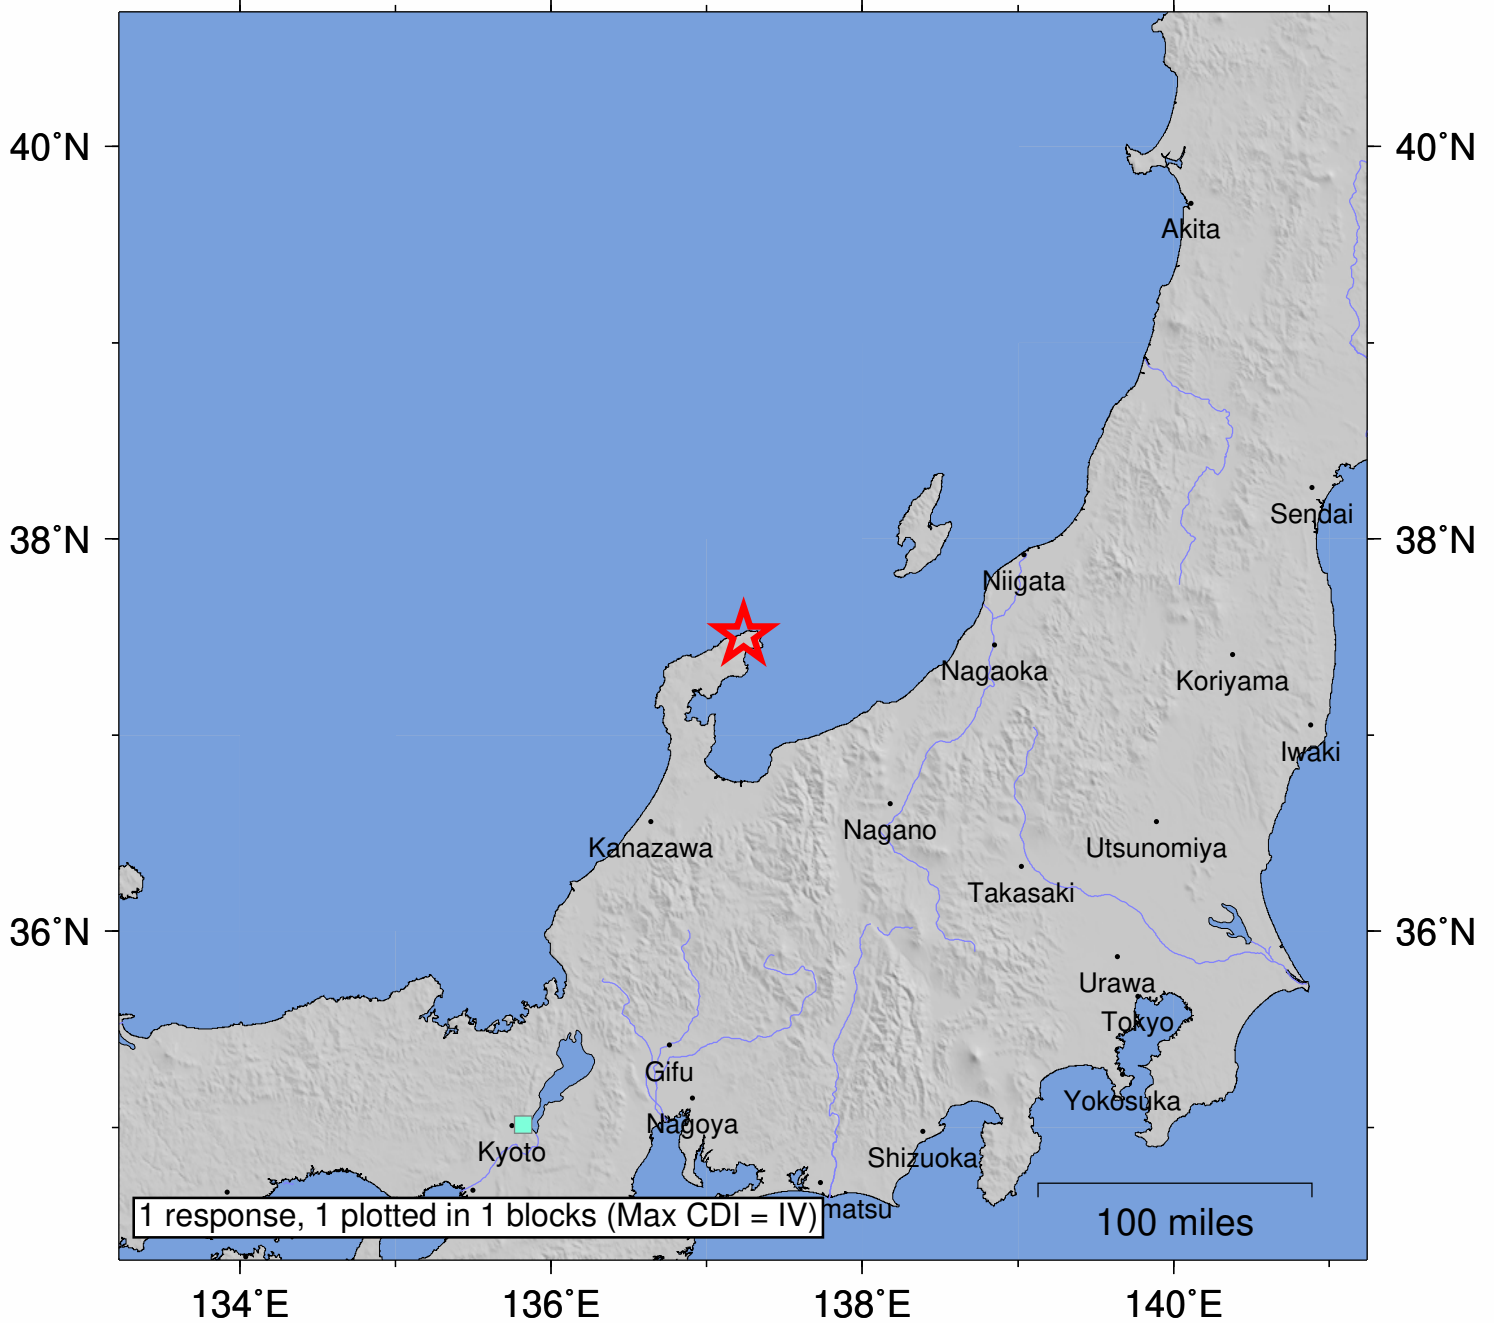 40°N
40°N
Akita
Sendai
38°N
38°N
Niigata
Nagaoka
Koriyama
Iwaki
Nagano
Kanazawa
Utsunomiya
Takasaki
36°N
36°N
Urawa
Tokyo
Gifu
Yokosuka
Nagoya
Kyoto
Shizuoka
matsu
1 response, 1 plotted in 1 blocks (Max CDI = IV)
100 miles
134°E
136°E
138°E
140°E